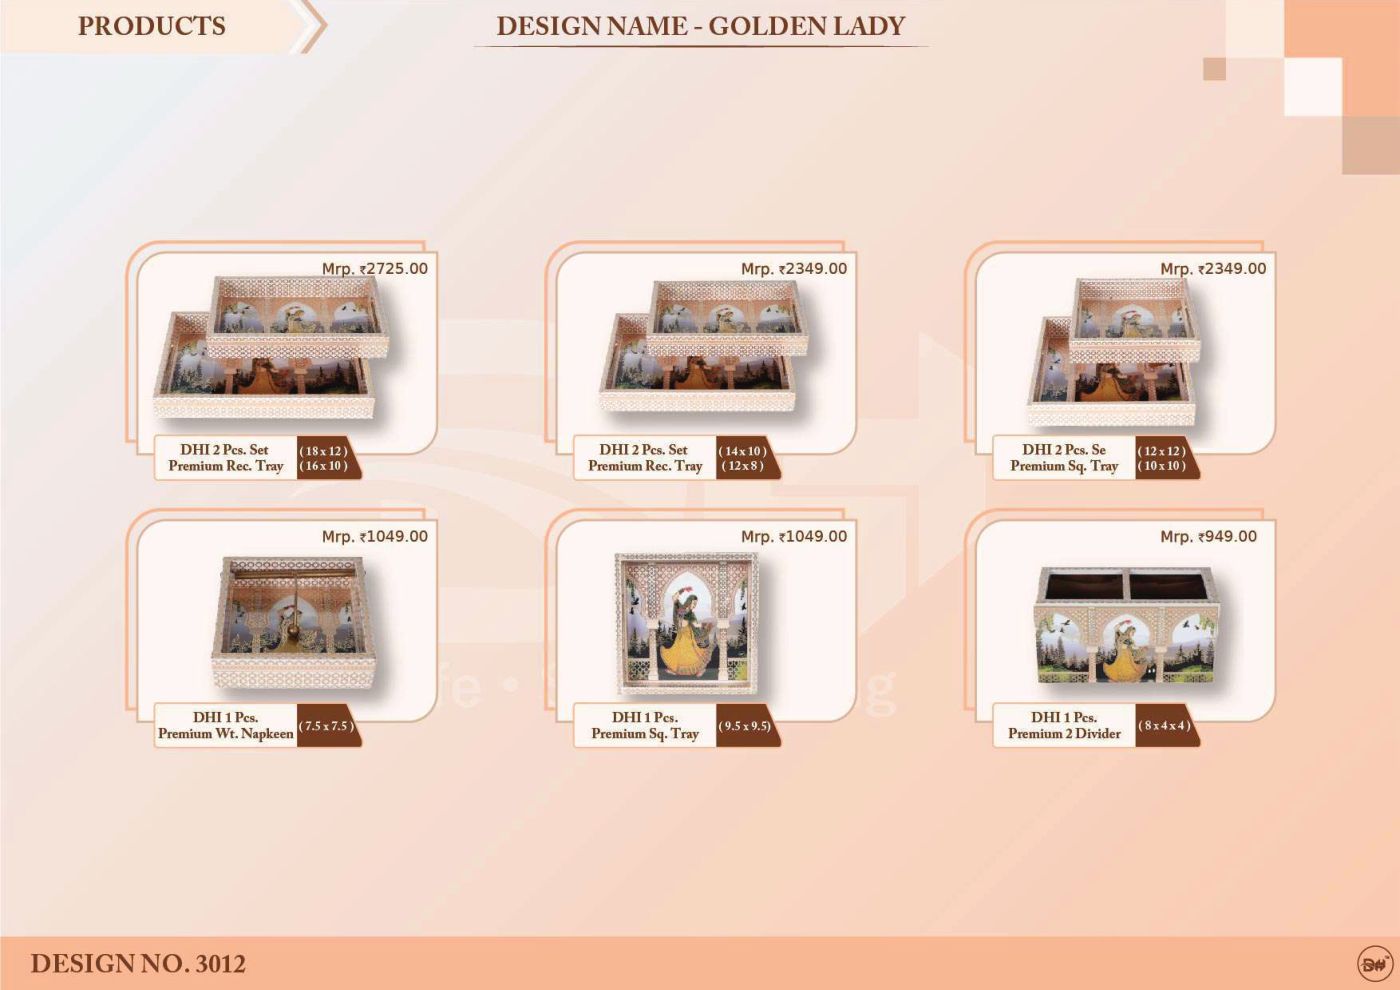 PRODUCTS
DESIGN NAME - GOLDEN LADY
Mrp. ₹2725.00
DHI 2 Pcs. Set
Premium Rec. Tray
( 18 x 12 )
( 16 x 10 )
Mrp. ₹2349.00
DHI 2 Pcs. Set
Premium Rec. Tray
( 14 x 10 )
( 12 x 8 )
Mrp. ₹2349.00
DHI 2 Pcs. Se
Premium Sq. Tray
( 12 x 12 )
( 10 x 10 )
Mrp. ₹1049.00
DHI 1 Pcs.
Premium Wt. Napkeen
( 7.5 x 7.5 )
Mrp. ₹1049.00
DHI 1 Pcs.
Premium Sq. Tray
( 9.5 x 9.5)
Mrp. ₹949.00
DHI 1 Pcs.
Premium 2 Divider
( 8 x 4 x 4 )
DESIGN NO. 3012